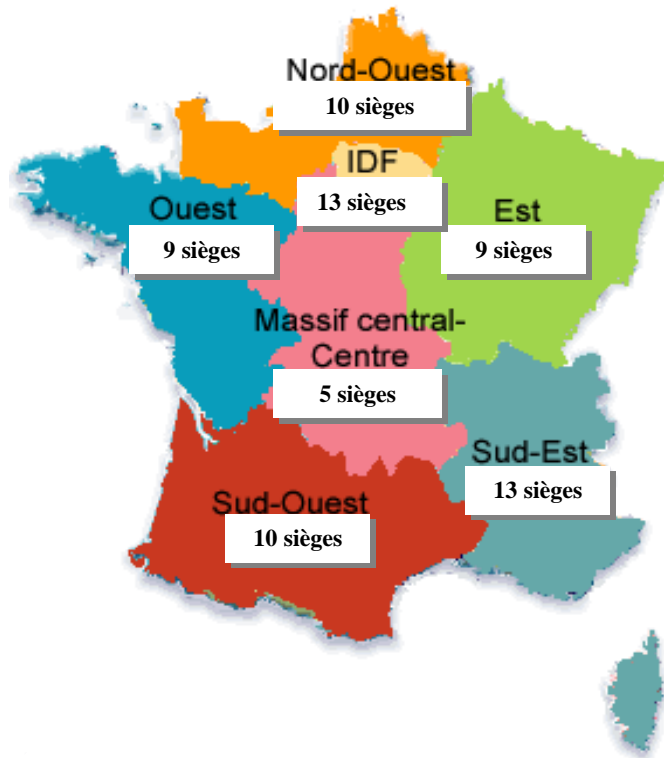 Nord-Ouest
10 sièges
IDF
13 sièges
Ouest
9 sièges
Est
9 sièges
Massif central-
Centre
5 sièges
Sud-Est
13 sièges
Sud-Ouest
10 sièges